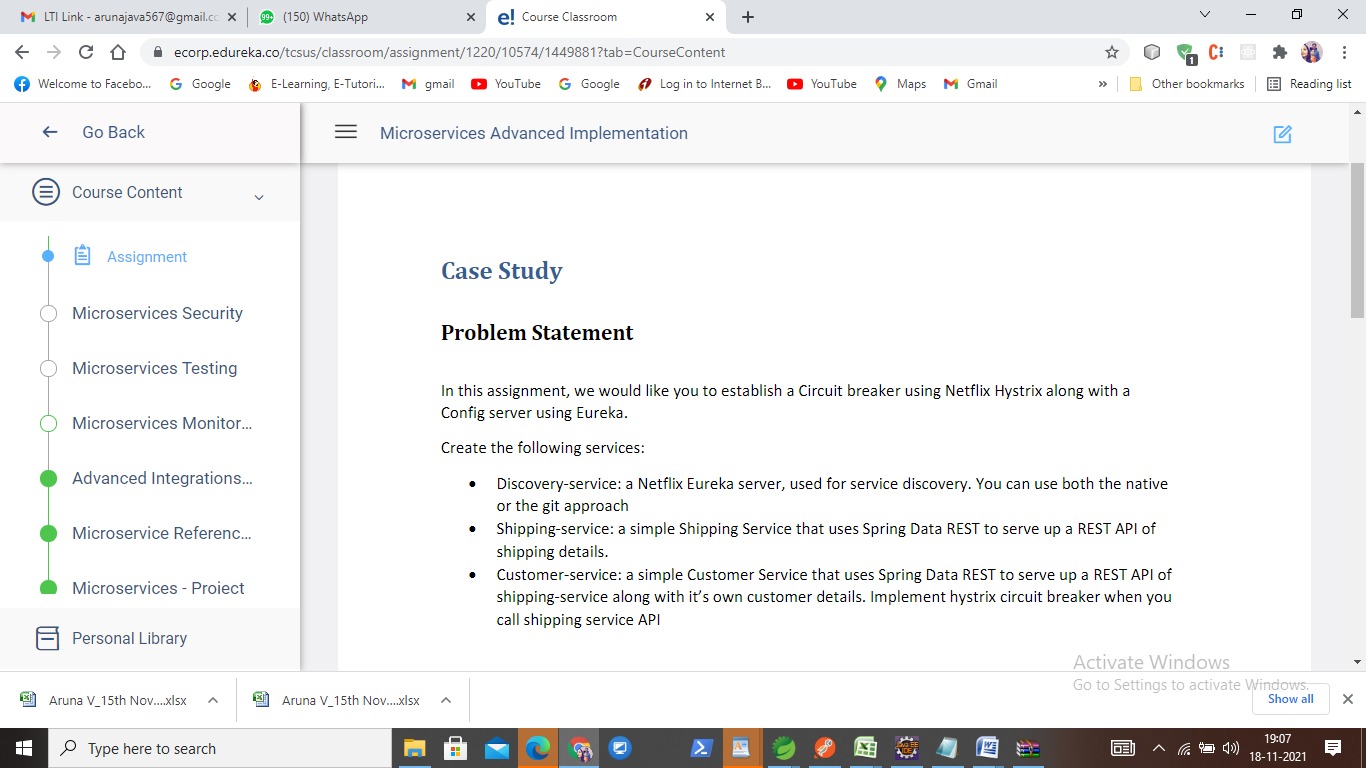 LTI Link - arunajava567@gmail.cc
99+
(150) WhatsApp
e!
Course Classroom
ecorp.edureka.co/tcsus/classroom/assignment/1220/10574/1449881?tab=CourseContent
1
Welcome to Facebo...
Google
E-Learning, E-Tutori...
gmail
YouTube
Google
Log in to Internet B...
YouTube
Maps
Gmail
»
Other bookmarks
Reading list
Go Back
Microservices Advanced Implementation
Course Content
Assignment
Microservices Security
Microservices Testing
Microservices Monitor...
Advanced Integrations...
Microservice Referenc...
Microservices - Project
Personal Library
Case Study
Problem Statement
In this assignment, we would like you to establish a Circuit breaker using Netflix Hystrix along with a
Config server using Eureka.
Create the following services:
• Discovery-service: a Netflix Eureka server, used for service discovery. You can use both the native
or the git approach
• Shipping-service: a simple Shipping Service that uses Spring Data REST to serve up a REST API of
shipping details.
• Customer-service: a simple Customer Service that uses Spring Data REST to serve up a REST API of
shipping-service along with it's own customer details. Implement hystrix circuit breaker when you
call shipping service API
Activate Windows
Go to Settings to activate Windows.
Aruna V_15th Nov....xlsx
Aruna V_15th Nov....xlsx
Show all
Type here to search
19:07
18-11-2021